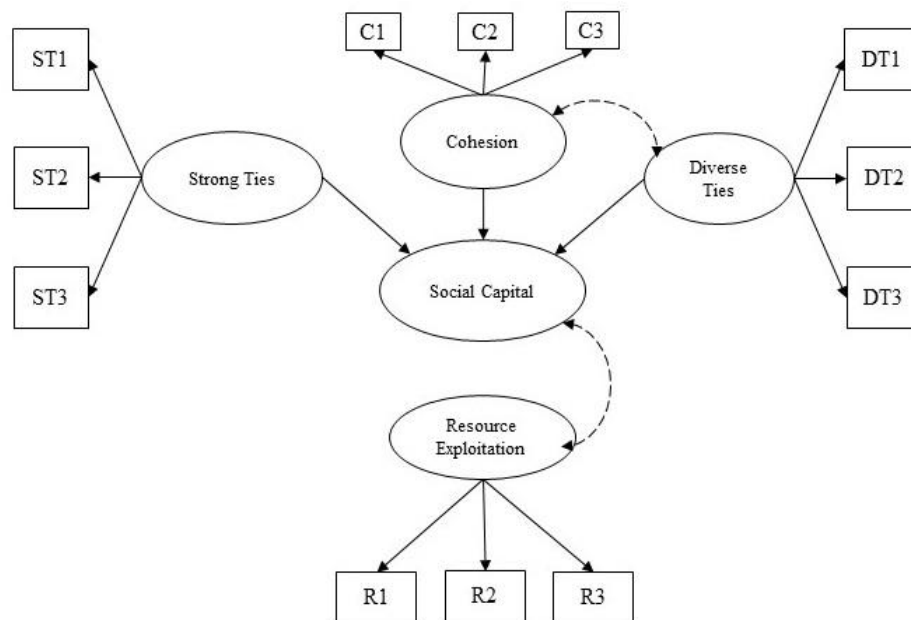 C1
C2
C3
ST1
DT1
Cohesion
ST2
Strong Ties
Diverse
Ties
DT2
ST3
Social Capital
DT3
Resource
Exploitation
R1
R2
R3